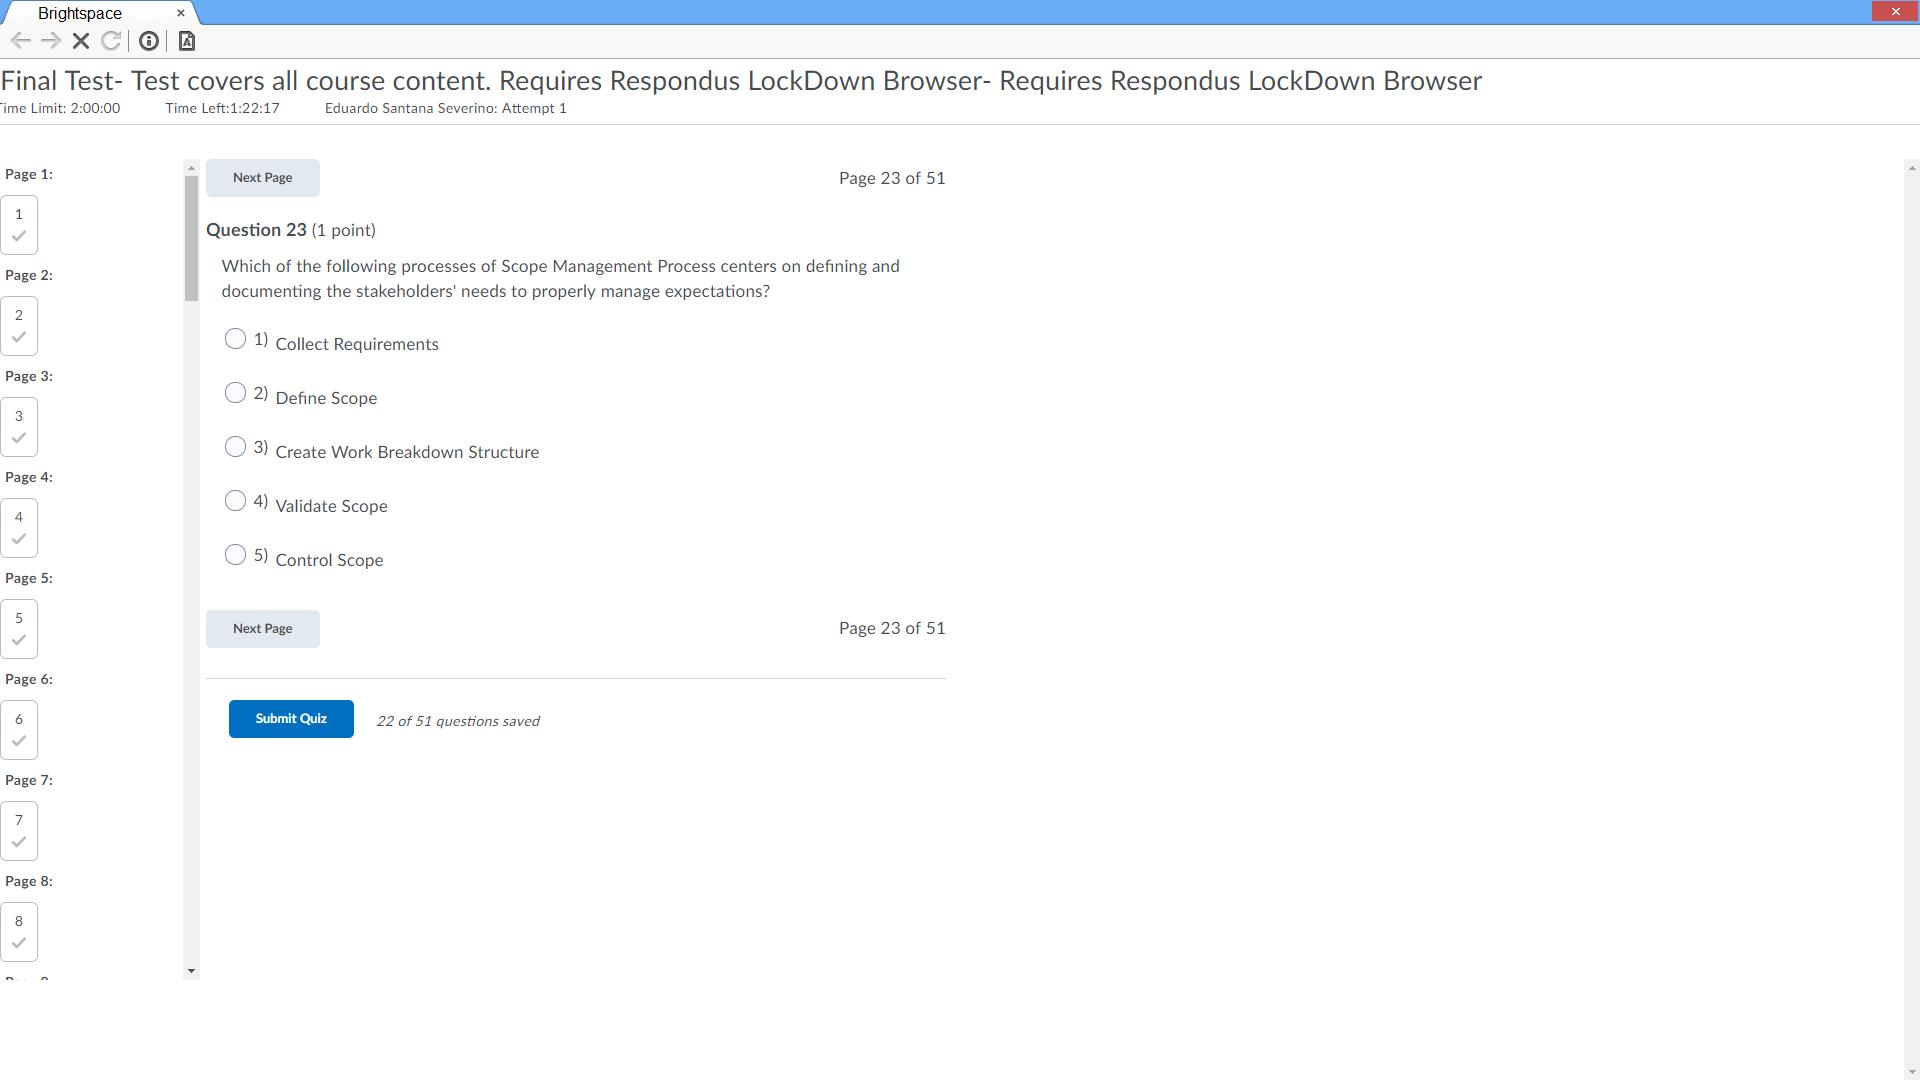 Brightspace
Final Test- Test covers all course content. Requires Respondus LockDown Browser- Requires Respondus LockDown Browser
Time Limit: 2:00:00 Time Left:1:22:17 Eduardo Santana Severino: Attempt 1
Page 1:
1
Page 2:
2
Page 3:
3
Page 4:
4
Page 5:
5
Page 6:
6
Page 7:
7
Page 8:
8
Next Page
Page 23 of 51
Question 23 (1 point)
Which of the following processes of Scope Management Process centers on defining and
documenting the stakeholders' needs to properly manage expectations?
1) Collect Requirements
2) Define Scope
3) Create Work Breakdown Structure
4) Validate Scope
5) Control Scope
Next Page
Page 23 of 51
Submit Quiz
22 of 51 questions saved